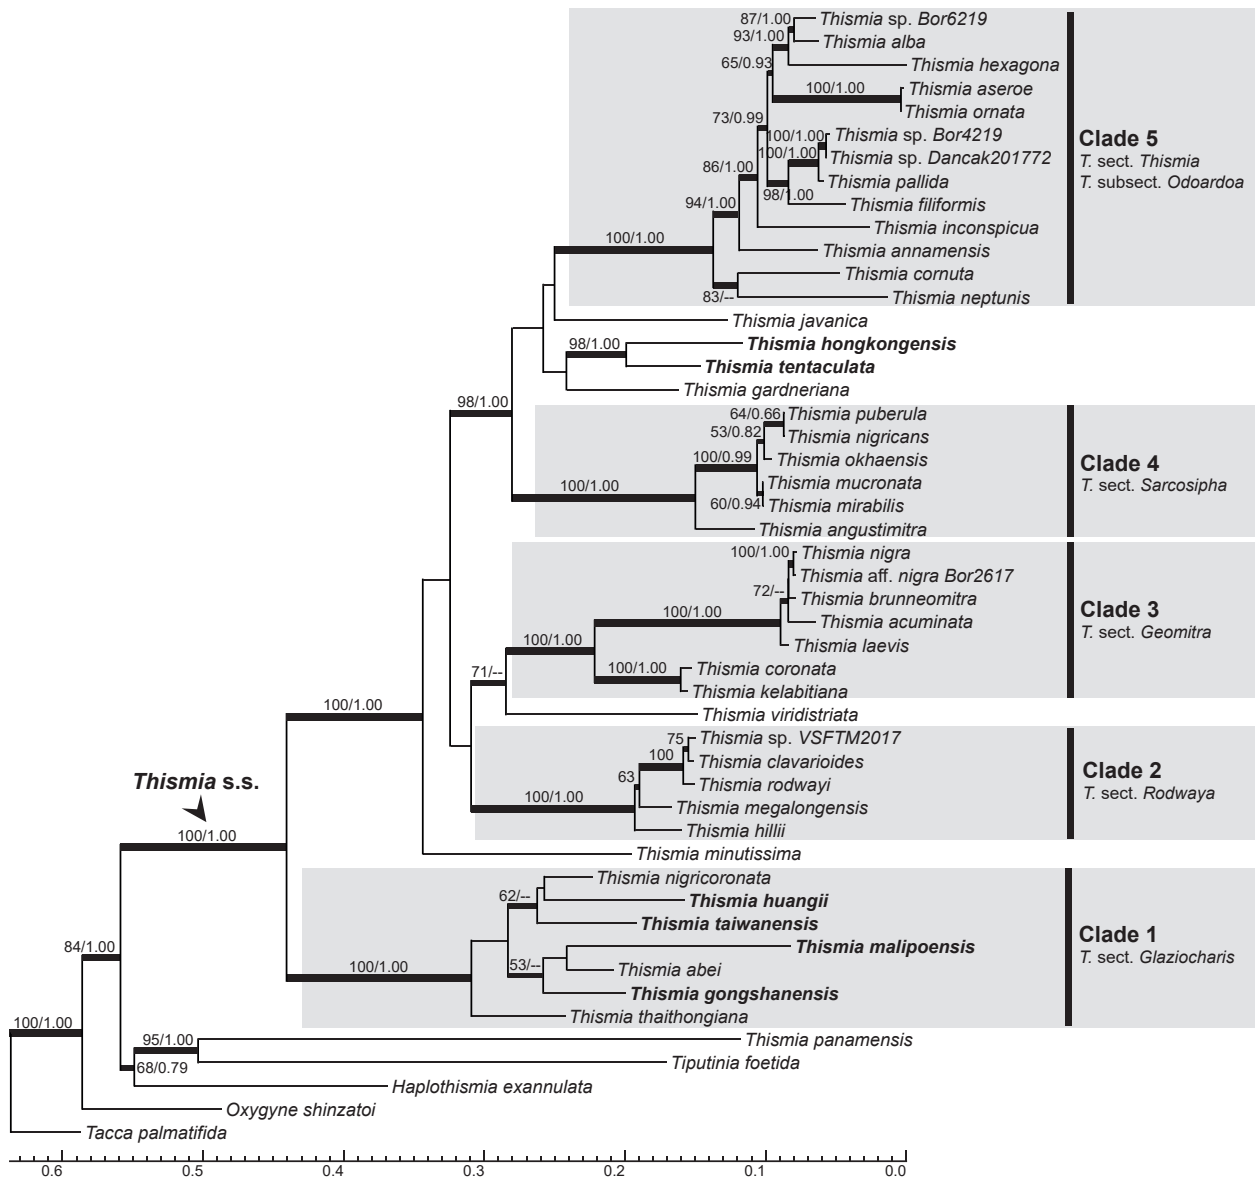 87/1.00
Thismia sp. Bor6219
93/1.00
Thismia alba
65/0.93
Thismia hexagona
100/1.00
Thismia aseroe
Thismia ornata
73/0.99
100/1.00
Thismia sp. Bor4219
100/1.00
Thismia sp. Dancak201772
86/1.00
Thismia pallida
98/1.00
Thismia filiformis
94/1.00
Thismia inconspicua
100/1.00
Thismia annamensis
Thismia cornuta
83/--
Thismia neptunis
Clade 5
T. sect. Thismia
T. subsect. Odoardoa
Thismia javanica
98/1.00
Thismia hongkongensis
Thismia tentaculata
Thismia gardneriana
98/1.00
64/0.66
Thismia puberula
53/0.82
Thismia nigricans
100/0.99
Thismia okhaensis
100/1.00
Thismia mucronata
60/0.94
Thismia mirabilis
Thismia angustimitra
Clade 4
T. sect. Sarcosipha
100/1.00
Thismia nigra
Thismia aff. nigra Bor2617
72/--
Thismia brunneomitra
100/1.00
Thismia acuminata
100/1.00
Thismia laevis
100/1.00
Thismia coronata
Thismia kelabitiana
Clade 3
T. sect. Geomitra
71/--
Thismia viridistriata
100/1.00
75
Thismia sp. VSFTM2017
100
Thismia clavarioides
63
Thismia rodwayi
100/1.00
Thismia megalongensis
Thismia hillii
Clade 2
T. sect. Rodwaya
Thismia s.s.
100/1.00
Thismia minutissima
Thismia nigricoronata
62/--
Thismia huangii
Thismia taiwanensis
100/1.00
53/--
Thismia malipoensis
Thismia abei
Thismia gongshanensis
Thismia thaithongiana
Clade 1
T. sect. Glaziocharis
84/1.00
100/1.00
95/1.00
Thismia panamensis
68/0.79
Tiputinia foetida
Haplothismia exannulata
Oxygyne shinzatoi
Tacca palmatifida
0.6 0.5 0.4 0.3 0.2 0.1 0.0